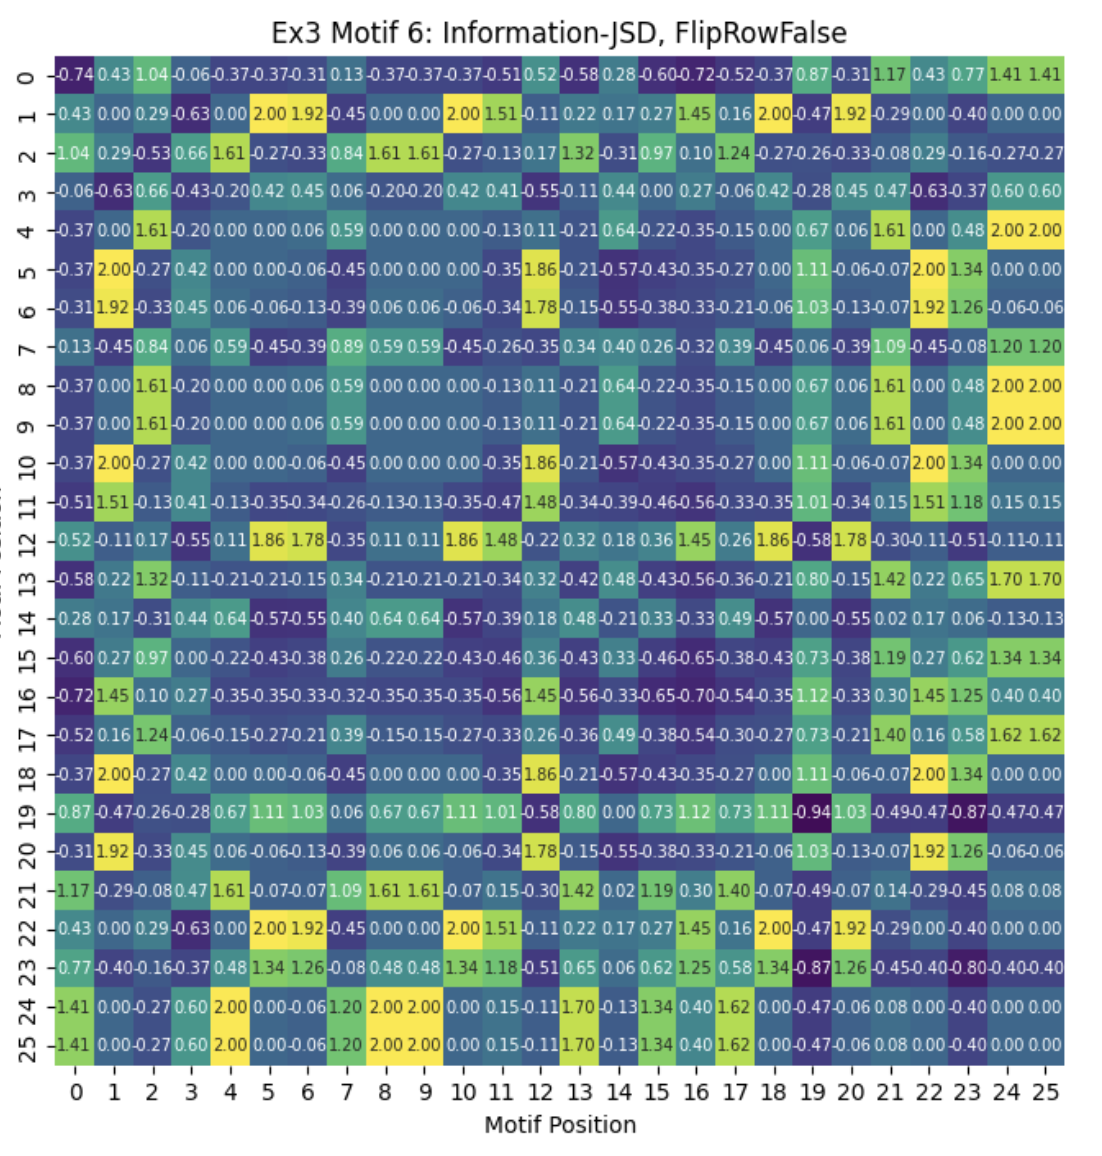 Ex3 Motif 6: Information-JSD, FlipRowFalse
0 -0.74 0.43 1.04 -0.06 -0.37 -0.37 -0.31 0.13 -0.37 -0.37 -0.37 -0.51 0.52 -0.58 0.28 -0.60 -0.72 -0.52 -0.37 0.87 -0.31 1.17 0.43 0.77 1.41 1.41
1 0.43 0.00 0.29 -0.63 0.00 2.00 1.92 -0.45 0.00 0.00 2.00 1.51 -0.11 0.22 0.17 0.27 1.45 0.16 2.00 -0.47 1.92 -0.29 0.00 -0.40 0.00 0.00
2 1.04 0.29 -0.53 0.66 1.61 -0.27 -0.33 0.84 1.61 1.61 -0.27 -0.13 0.17 1.32 -0.31 0.97 0.10 1.24 -0.27 -0.26 -0.33 -0.08 0.29 -0.16 -0.27 -0.27
3 -0.06 -0.63 0.66 -0.43 -0.20 0.42 0.45 0.06 -0.20 -0.20 0.42 0.41 -0.55 -0.11 0.44 0.00 0.27 -0.06 0.42 -0.28 0.45 0.47 -0.63 -0.37 0.60 0.60
4 -0.37 0.00 1.61 -0.20 0.00 0.00 0.06 0.59 0.00 0.00 0.00 -0.13 0.11 -0.21 0.64 -0.22 -0.35 -0.15 0.00 0.67 0.06 1.61 0.00 0.48 2.00 2.00
5 -0.37 2.00 -0.27 0.42 0.00 0.00 -0.06 -0.45 0.00 0.00 0.00 -0.35 1.86 -0.21 -0.57 -0.43 -0.35 -0.27 0.00 1.11 -0.06 -0.07 2.00 1.34 0.00 0.00
6 -0.31 1.92 -0.33 0.45 0.06 -0.06 -0.13 -0.39 0.06 0.06 -0.06 -0.34 1.78 -0.15 -0.55 -0.38 -0.33 -0.21 -0.06 1.03 -0.13 -0.07 1.92 1.26 -0.06 -0.06
7 0.13 -0.45 0.84 0.06 0.59 -0.45 -0.39 0.89 0.59 0.59 -0.45 -0.26 -0.35 0.34 0.40 0.26 -0.32 0.39 -0.45 0.06 -0.39 1.09 -0.45 -0.08 1.20 1.20
8 -0.37 0.00 1.61 -0.20 0.00 0.00 0.06 0.59 0.00 0.00 0.00 -0.13 0.11 -0.21 0.64 -0.22 -0.35 -0.15 0.00 0.67 0.06 1.61 0.00 0.48 2.00 2.00
9 -0.37 0.00 1.61 -0.20 0.00 0.00 0.06 0.59 0.00 0.00 0.00 -0.13 0.11 -0.21 0.64 -0.22 -0.35 -0.15 0.00 0.67 0.06 1.61 0.00 0.48 2.00 2.00
10 -0.37 2.00 -0.27 0.42 0.00 0.00 -0.06 -0.45 0.00 0.00 0.00 -0.35 1.86 -0.21 -0.57 -0.43 -0.35 -0.27 0.00 1.11 -0.06 -0.07 2.00 1.34 0.00 0.00
11 -0.51 1.51 -0.13 0.41 -0.13 -0.35 -0.34 -0.26 -0.13 -0.13 -0.35 -0.47 1.48 -0.34 -0.39 -0.46 -0.56 -0.33 -0.35 1.01 -0.34 0.15 1.51 1.18 0.15 0.15
12 0.52 -0.11 0.17 -0.55 0.11 1.86 1.78 -0.35 0.11 0.11 1.86 1.48 -0.22 0.32 0.18 0.36 1.45 0.26 1.86 -0.58 1.78 -0.30 -0.11 -0.51 -0.11 -0.11
13 -0.58 0.22 1.32 -0.11 -0.21 -0.21 -0.15 0.34 -0.21 -0.21 -0.21 -0.34 0.32 -0.42 0.48 -0.43 -0.56 -0.36 -0.21 0.80 -0.15 1.42 0.22 0.65 1.70 1.70
14 0.28 0.17 -0.31 0.44 0.64 -0.57 -0.55 0.40 0.64 0.64 -0.57 -0.39 0.18 0.48 -0.21 0.33 -0.33 0.49 -0.57 0.00 -0.55 0.02 0.17 0.06 -0.13 -0.13
15 -0.60 0.27 0.97 0.00 -0.22 -0.43 -0.38 0.26 -0.22 -0.22 -0.43 -0.46 0.36 -0.43 0.33 -0.46 -0.65 -0.38 -0.43 0.73 -0.38 1.19 0.27 0.62 1.34 1.34
16 -0.72 1.45 0.10 0.27 -0.35 -0.35 -0.33 -0.32 -0.35 -0.35 -0.35 -0.56 1.45 -0.56 -0.33 -0.65 -0.70 -0.54 -0.35 1.12 -0.33 0.30 1.45 1.25 0.40 0.40
17 -0.52 0.16 1.24 -0.06 -0.15 -0.27 -0.21 0.39 -0.15 -0.15 -0.27 -0.33 0.26 -0.36 0.49 -0.38 -0.54 -0.30 -0.27 0.73 -0.21 1.40 0.16 0.58 1.62 1.62
18 -0.37 2.00 -0.27 0.42 0.00 0.00 -0.06 -0.45 0.00 0.00 0.00 -0.35 1.86 -0.21 -0.57 -0.43 -0.35 -0.27 0.00 1.11 -0.06 -0.07 2.00 1.34 0.00 0.00
19 0.87 -0.47 -0.26 -0.28 0.67 1.11 1.03 0.06 0.67 0.67 1.11 1.01 -0.58 0.80 0.00 0.73 1.12 0.73 1.11 -0.94 1.03 -0.49 -0.47 -0.87 -0.47 -0.47
20 -0.31 1.92 -0.33 0.45 0.06 -0.06 -0.13 -0.39 0.06 0.06 -0.06 -0.34 1.78 -0.15 -0.55 -0.38 -0.33 -0.21 -0.06 1.03 -0.13 -0.07 1.92 1.26 -0.06 -0.06
21 1.17 -0.29 -0.08 0.47 1.61 -0.07 -0.07 1.09 1.61 1.61 -0.07 0.15 -0.30 1.42 0.02 1.19 0.30 1.40 -0.07 -0.49 -0.07 0.14 -0.29 -0.45 0.08 0.08
22 0.43 0.00 0.29 -0.63 0.00 2.00 1.92 -0.45 0.00 0.00 2.00 1.51 -0.11 0.22 0.17 0.27 1.45 0.16 2.00 -0.47 1.92 -0.29 0.00 -0.40 0.00 0.00
23 0.77 -0.40 -0.16 -0.37 0.48 1.34 1.26 -0.08 0.48 0.48 1.34 1.18 -0.51 0.65 0.06 0.62 1.25 0.58 1.34 -0.87 1.26 -0.45 -0.40 -0.80 -0.40 -0.40
24 1.41 0.00 -0.27 0.60 2.00 0.00 -0.06 1.20 2.00 2.00 0.00 0.15 -0.11 1.70 -0.13 1.34 0.40 1.62 0.00 -0.47 -0.06 0.08 0.00 -0.40 0.00 0.00
25 1.41 0.00 -0.27 0.60 2.00 0.00 -0.06 1.20 2.00 2.00 0.00 0.15 -0.11 1.70 -0.13 1.34 0.40 1.62 0.00 -0.47 -0.06 0.08 0.00 -0.40 0.00 0.00
0 1 2 3 4 5 6 7 8 9 10 11 12 13 14 15 16 17 18 19 20 21 22 23 24 25
Motif Position